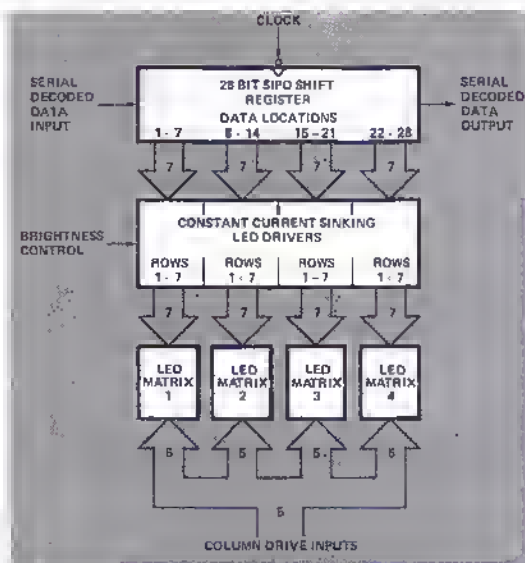 CLOCK
SERIAL
DECODED
DATA
INPUT
28 BIT SIPO SHIFT
REGISTER
DATA LOCATIONS
1 - 7 8 - 14 15 - 21 22 - 28
SERIAL
DECODED
DATA
OUTPUT
7 7 7 7
BRIGHTNESS
CONTROL
CONSTANT CURRENT SINKING
LED DRIVERS
ROWS ROWS ROWS ROWS
1 - 7 1 - 7 1 - 7 1 - 7
7 7 7 7
LED LED LED LED
MATRIX MATRIX MATRIX MATRIX
1 2 3 4
5 5 5 5
5
COLUMN DRIVE INPUTS